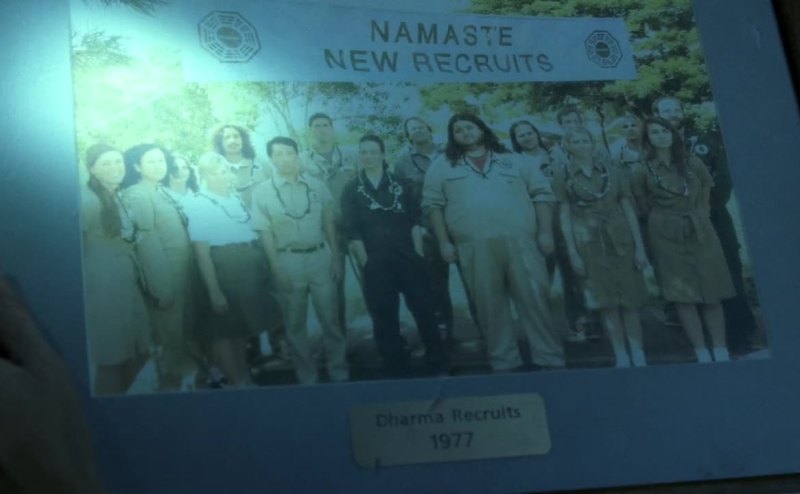 NAMASTE
NEW RECRUITS
Dharma Recruits
1977